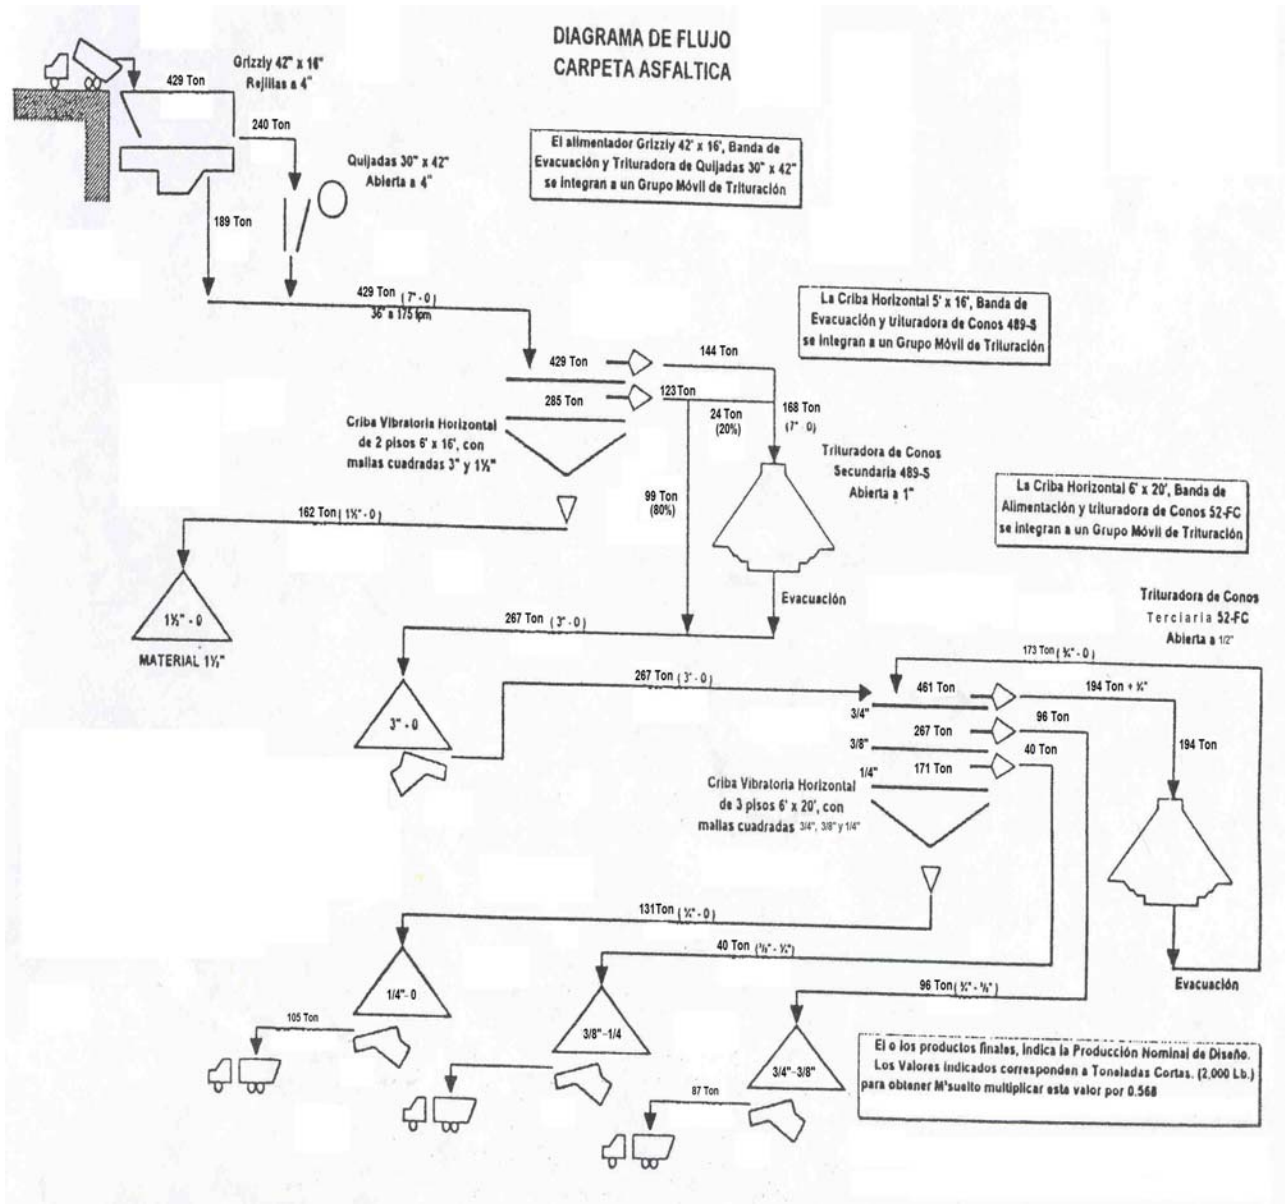 DIAGRAMA DE FLUJO
CARPETA ASFALTICA
Grizzly 42" x 16"
Rejillas a 4"
429 Ton
240 Ton
Quijadas 30" x 42"
Abierta a 4"
189 Ton
El alimentador Grizzly 42' x 16', Banda de
Evacuación y Trituradora de Quijadas 30" x 42"
se integran a un Grupo Móvil de Trituración
429 Ton (7" - 0)
36" a 175 fpm
La Criba Horizontal 5' x 16', Banda de
Evacuación y trituradora de Conos 489-S
se integran a un Grupo Móvil de Trituración
429 Ton
144 Ton
123 Ton
285 Ton
24 Ton
(20%)
168 Ton
(7" - 0)
Criba Vibratoria Horizontal
de 2 pisos 6' x 16', con
mallas cuadradas 3" y 1½"
Trituradora de Conos
Secundaria 489-S
Abierta a 1"
99 Ton
(80%)
162 Ton (1½" - 0)
La Criba Horizontal 6' x 20', Banda de
Alimentación y trituradora de Conos 52-FC
se integran a un Grupo Móvil de Trituración
Evacuación
1½" - 0
MATERIAL 1½"
267 Ton (3" - 0)
Trituradora de Conos
Terciaria 52-FC
Abierta a 1/2"
173 Ton (¾" - 0)
267 Ton (3" - 0)
3" - 0
461 Ton
194 Ton + ¾"
3/4"
267 Ton
96 Ton
3/8"
40 Ton
194 Ton
1/4"
171 Ton
Criba Vibratoria Horizontal
de 3 pisos 6' x 20', con
mallas cuadradas 3/4", 3/8" y 1/4"
131 Ton (¼" - 0)
40 Ton (³/₈" - ¼")
96 Ton (¾" - ³/₈")
Evacuación
1/4"- 0
3/8"-1/4
3/4"-3/8"
105 Ton
87 Ton
El o los productos finales, indica la Producción Nominal de Diseño.
Los Valores indicados corresponden a Toneladas Cortas. (2,000 Lb.)
para obtener M³suelto multiplicar esta valor por 0.568